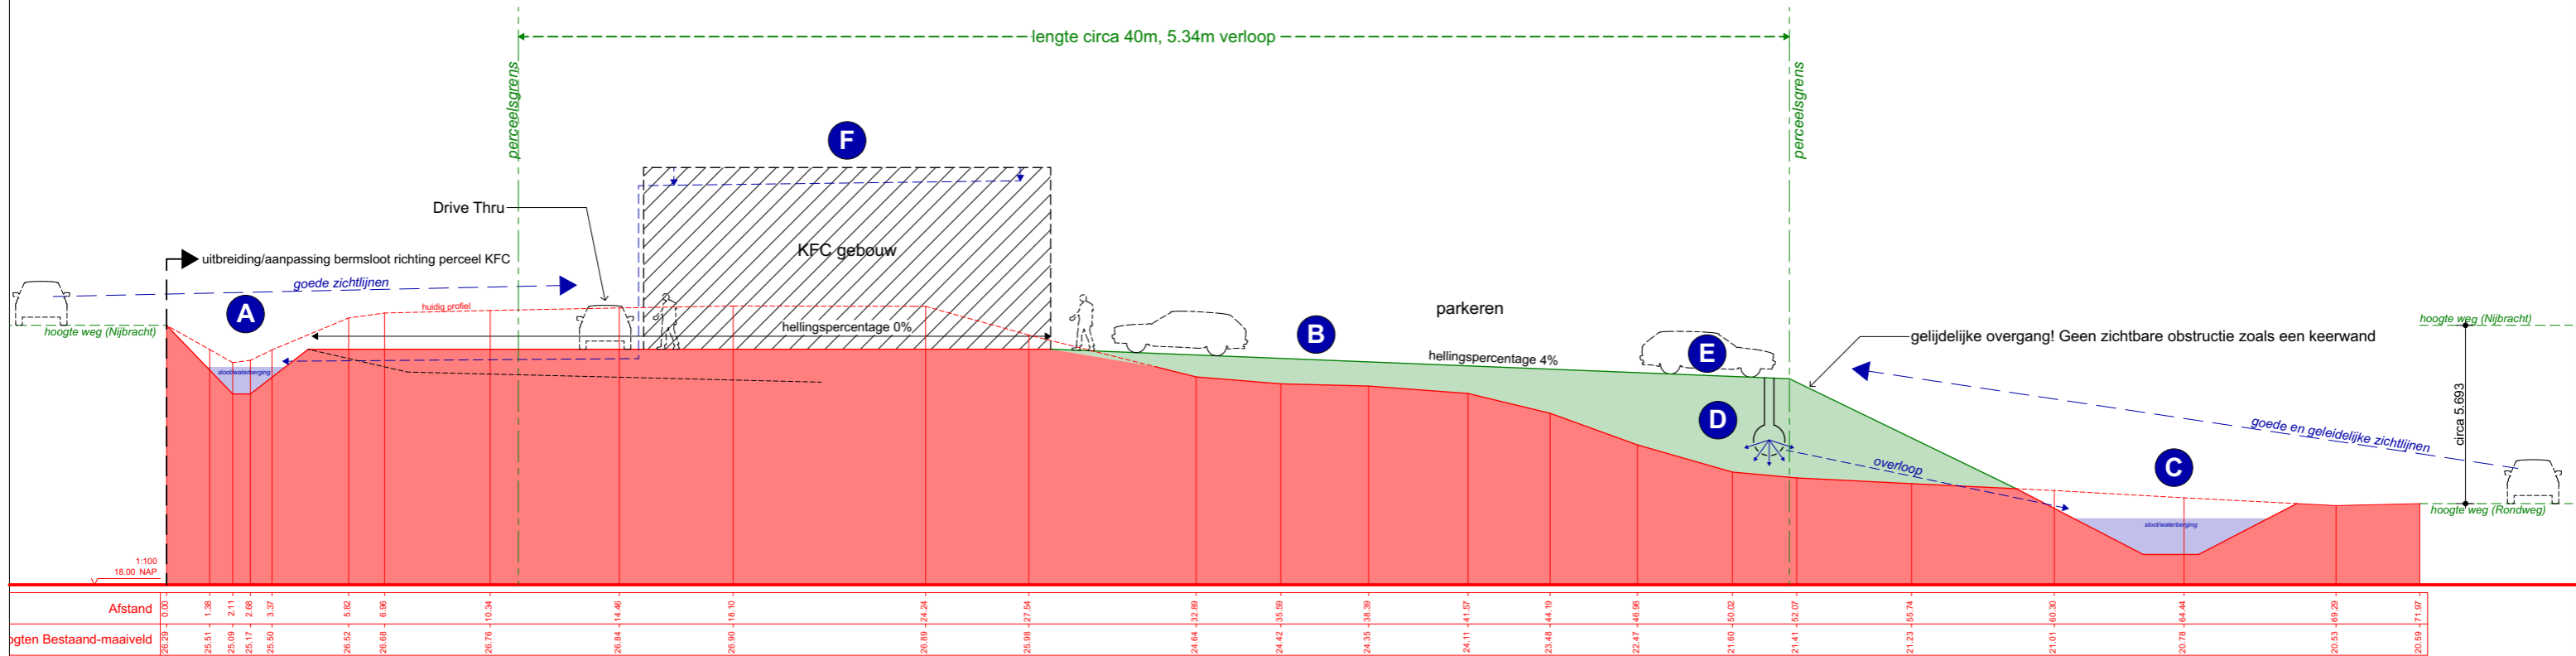 lengte circa 40m, 5.34m verloop
perceelsgrens
perceelsgrens
F
Drive Thru
KFC gebouw
uitbreiding/aanpassing bermsloot richting perceel KFC
goede zichtlijnen
huidig profiel
A
hoogte weg (Nijbracht)
hellingspercentage 0%
parkeren
B
hellingspercentage 4%
E
hoogte weg (Nijbracht)
gelijdelijke overgang! Geen zichtbare obstructie zoals een keerwand
sloot/waterberging
D
circa 5.693
goede en geleidelijke zichtlijnen
overloop
C
hoogte weg (Rondweg)
sloot/waterberging
1:100
18.00 NAP
Afstand 0.00 1.38 2.11 2.68 3.37 5.82 6.96 10.34 14.46 18.10 24.24 27.54 32.89 35.59 38.39 41.57 44.19 46.98 50.02 52.07 55.74 60.30 64.44 69.29 71.97
ogten Bestaand-maaiveld 26.29 25.51 25.09 25.17 25.50 26.52 26.68 26.76 26.84 26.90 26.89 25.98 24.64 24.42 24.35 24.11 23.48 22.47 21.60 21.41 21.23 21.01 20.78 20.53 20.59